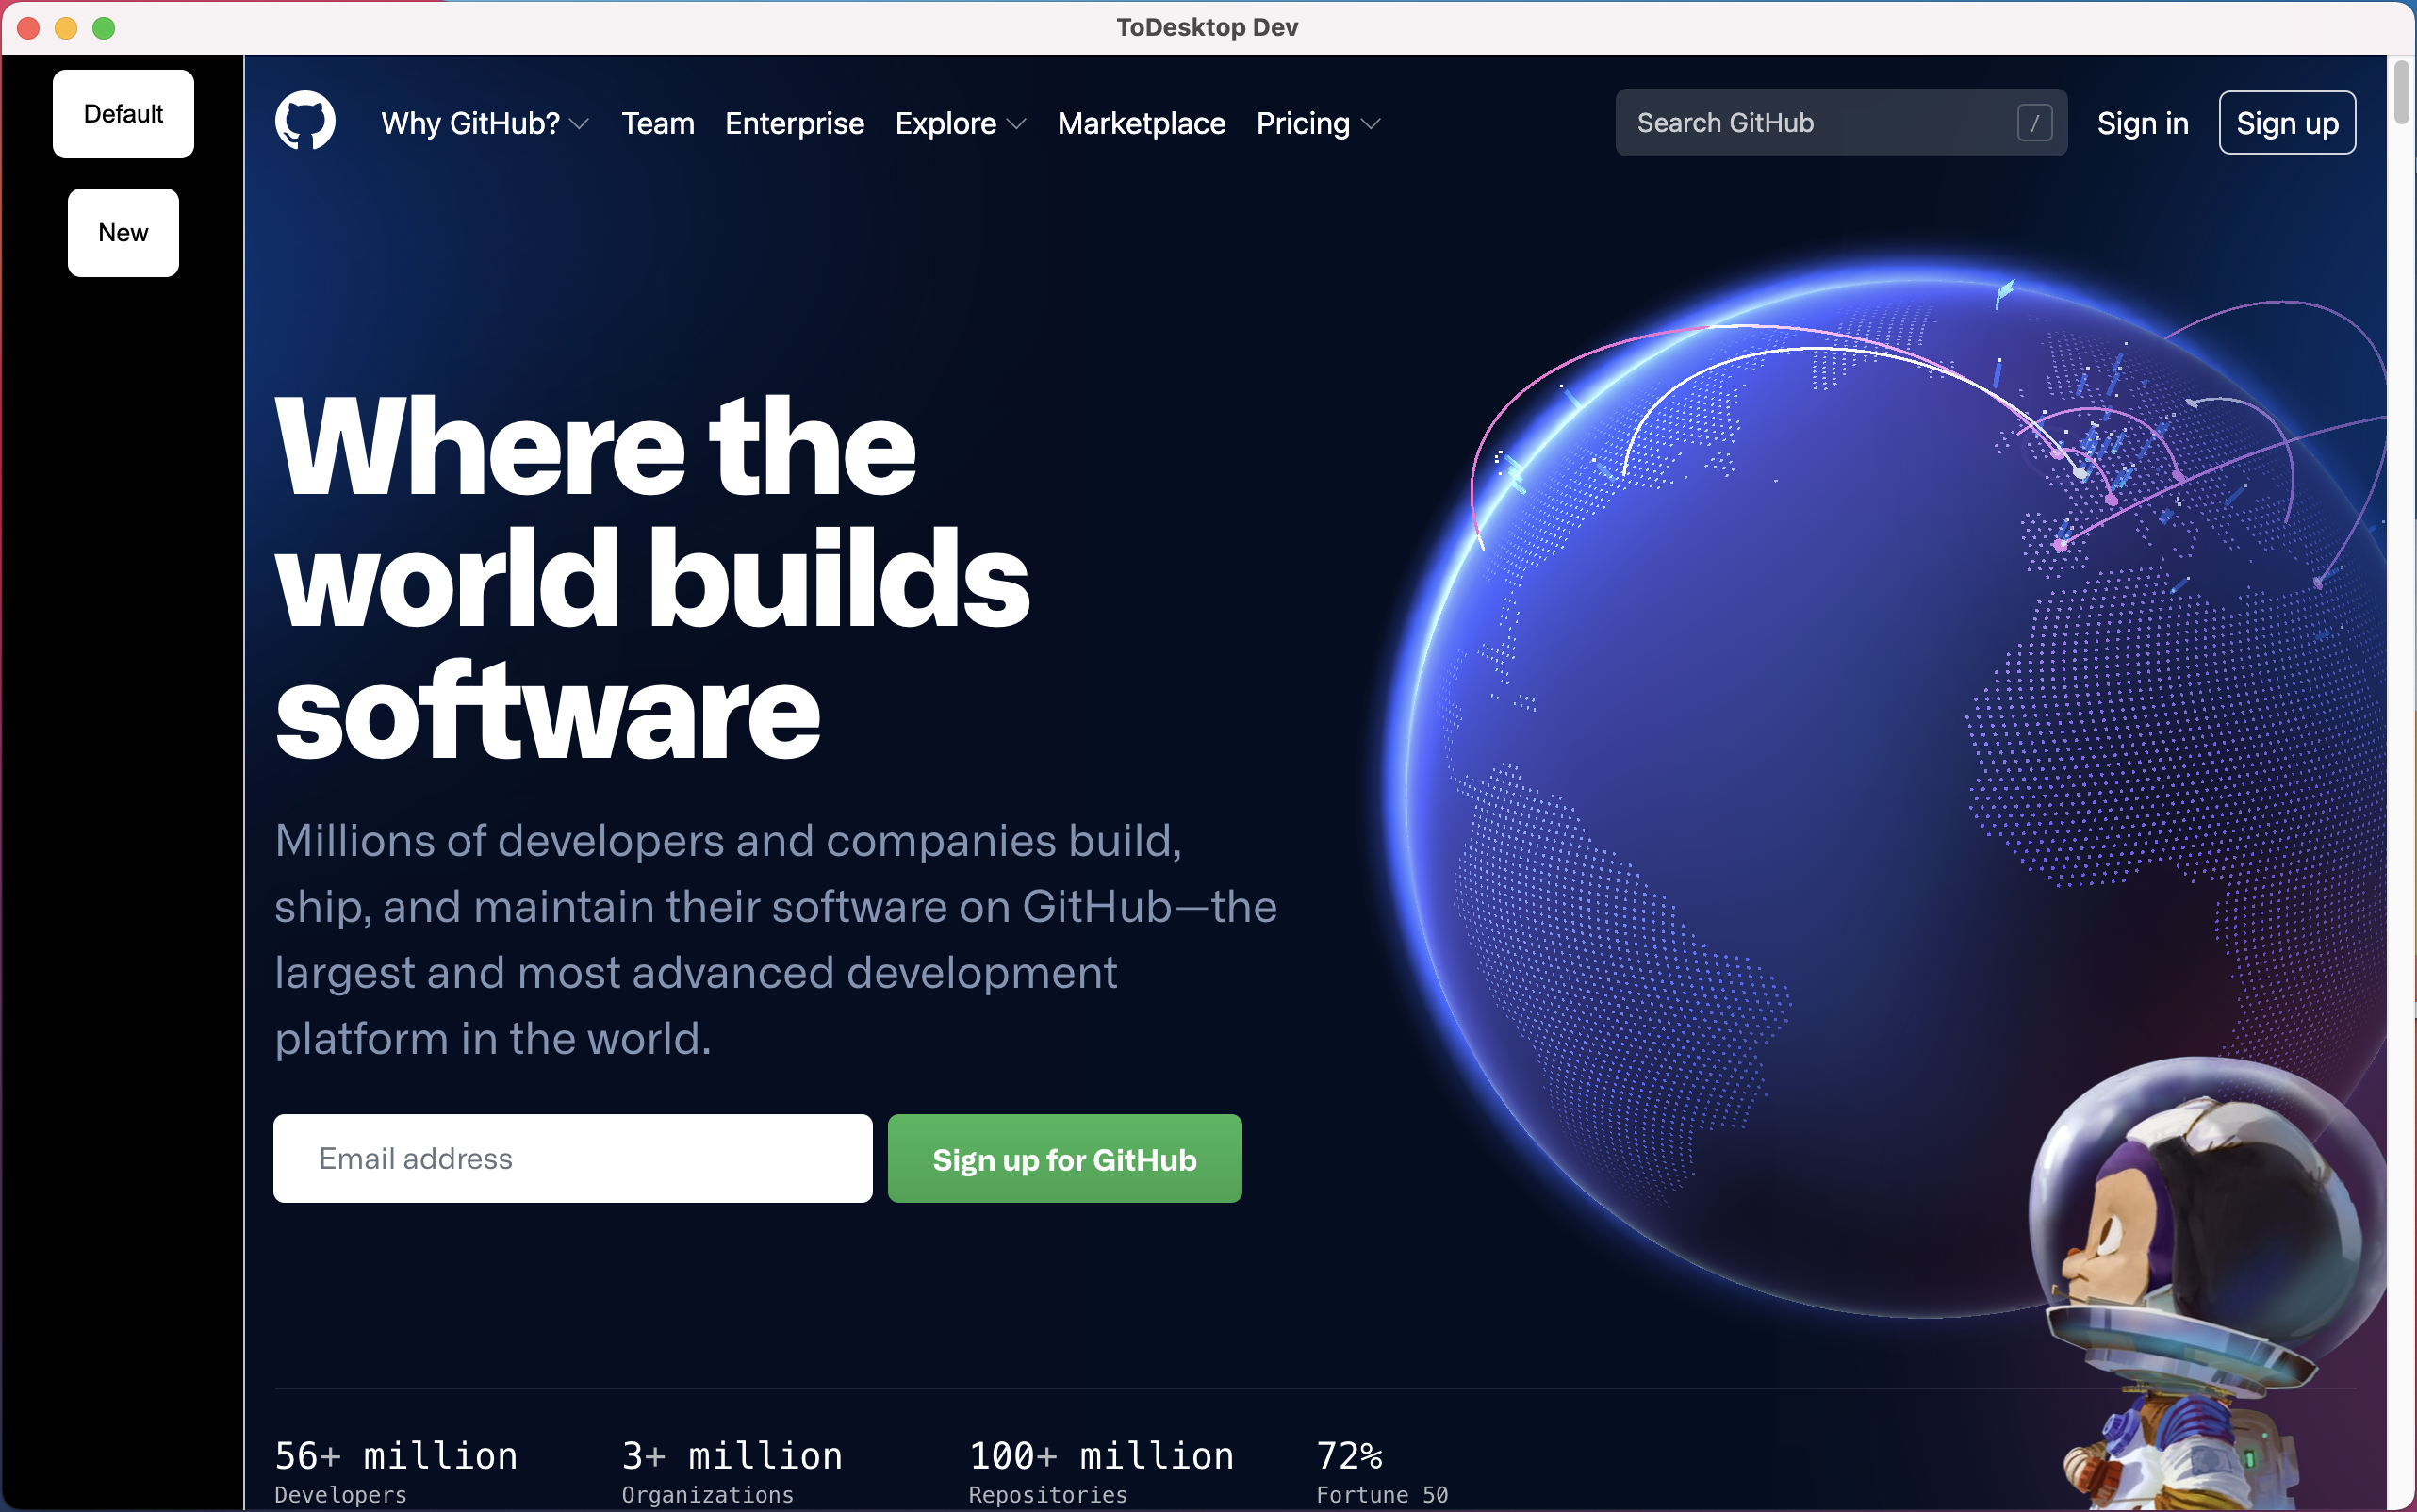 ToDesktop Dev
Default
New
Why GitHub? Team Enterprise Explore Marketplace Pricing Search GitHub / Sign in Sign up
Where the
world builds
software
Millions of developers and companies build,
ship, and maintain their software on GitHub—the
largest and most advanced development
platform in the world.
Email address Sign up for GitHub
56+ million 3+ million 100+ million 72%
Developers Organizations Repositories Fortune 50